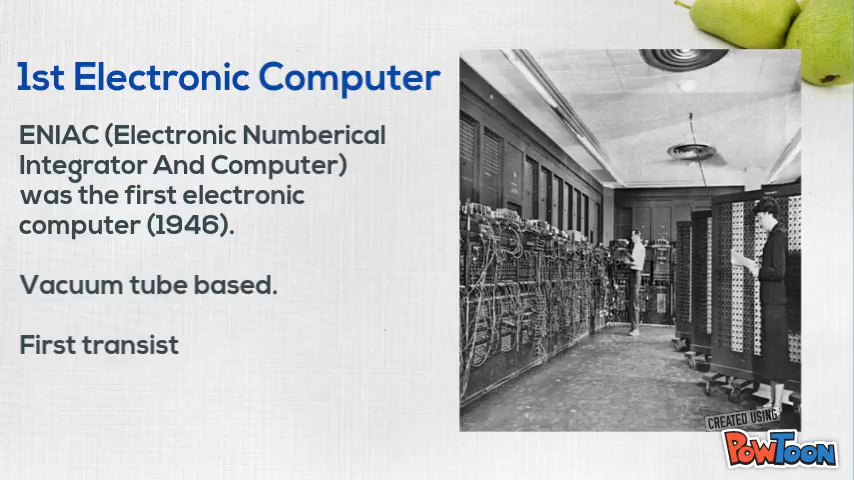 1st Electronic Computer
ENIAC (Electronic Numberical
Integrator And Computer)
was the first electronic
computer (1946).
Vacuum tube based.
First transist
CREATED USING
POWTOON